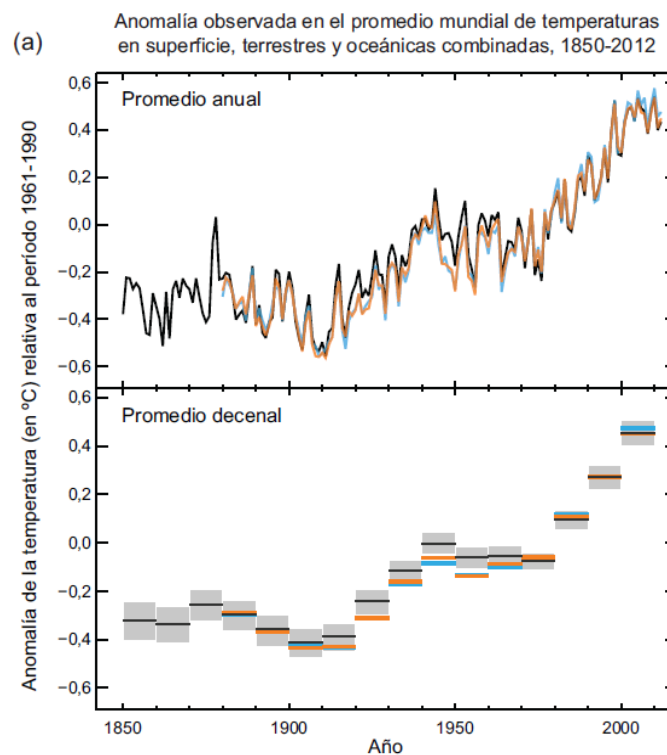 Anomalía observada en el promedio mundial de temperaturas
(a)
en superficie, terrestres y oceánicas combinadas, 1850-2012
Anomalía de la temperatura (en ºC) relativa al período 1961-1990
Promedio anual
0,6
0,4
0,2
0,0
−0,2
−0,4
−0,6
Promedio decenal
0,6
0,4
0,2
0,0
−0,2
−0,4
−0,6
1850
1900
1950
2000
Año